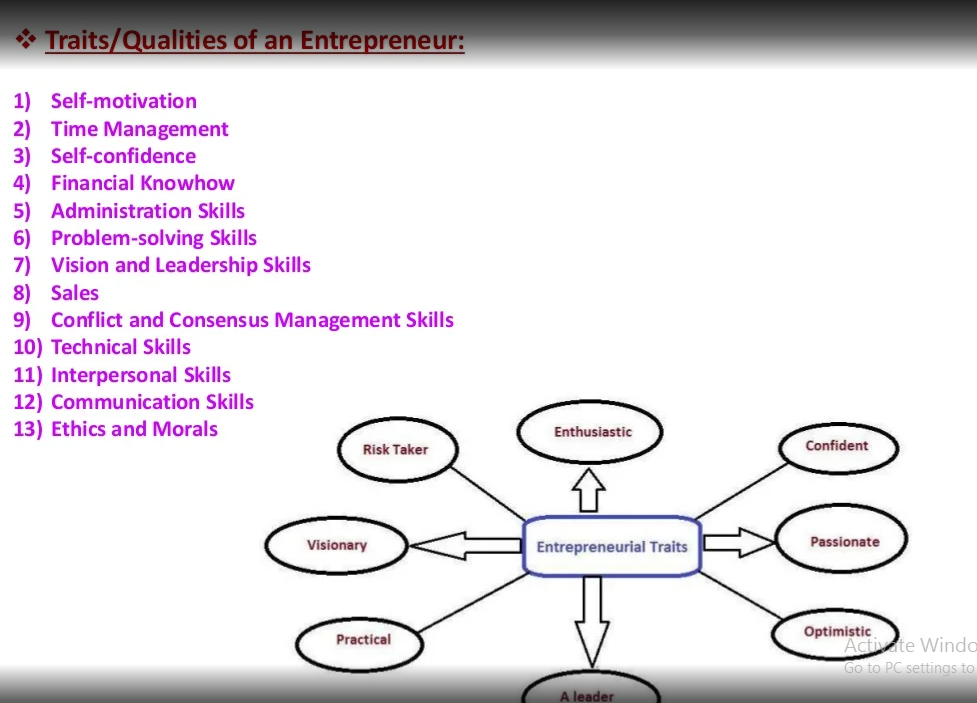 ❖ Traits/Qualities of an Entrepreneur:
1) Self-motivation
2) Time Management
3) Self-confidence
4) Financial Knowhow
5) Administration Skills
6) Problem-solving Skills
7) Vision and Leadership Skills
8) Sales
9) Conflict and Consensus Management Skills
10) Technical Skills
11) Interpersonal Skills
12) Communication Skills
13) Ethics and Morals
Risk Taker
Enthusiastic
Confident
Visionary
Entrepreneurial Traits
Passionate
Practical
Optimistic
A leader
Activate Windo
Go to PC settings to